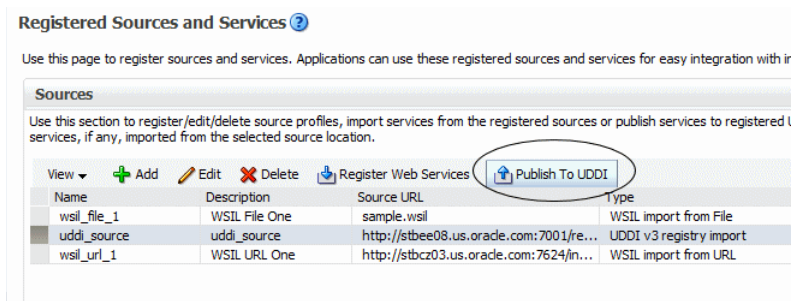 Registered Sources and Services ?
Use this page to register sources and services. Applications can use these registered sources and services for easy integration with
Sources
Use this section to register/edit/delete source profiles, import services from the registered sources or publish services to registered
services, if any, imported from the selected source location.
View Add Edit Delete Register Web Services Publish To UDDI
Name Description Source URL Type
wsil_file_1 WSIL File One sample.wsil WSIL import from File
uddi_source uddi_source http://stbee08.us.oracle.com:7001/re... UDDI v3 registry import
wsil_url_1 WSIL URL One http://stbcz03.us.oracle.com:7624/in... WSIL import from URL